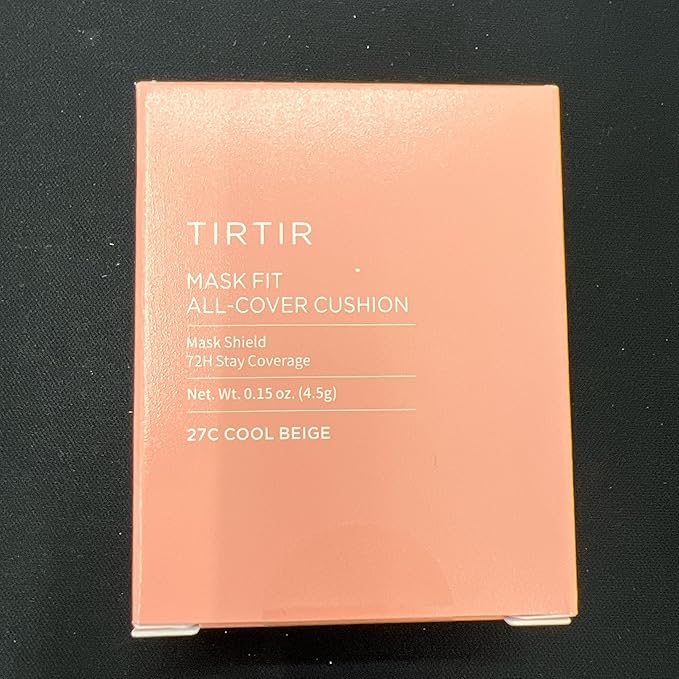 TIRTIR
MASK FIT
ALL-COVER CUSHION
Mask Shield
72H Stay Coverage
Net. Wt. 0.15 oz. (4.5g)
27C COOL BEIGE